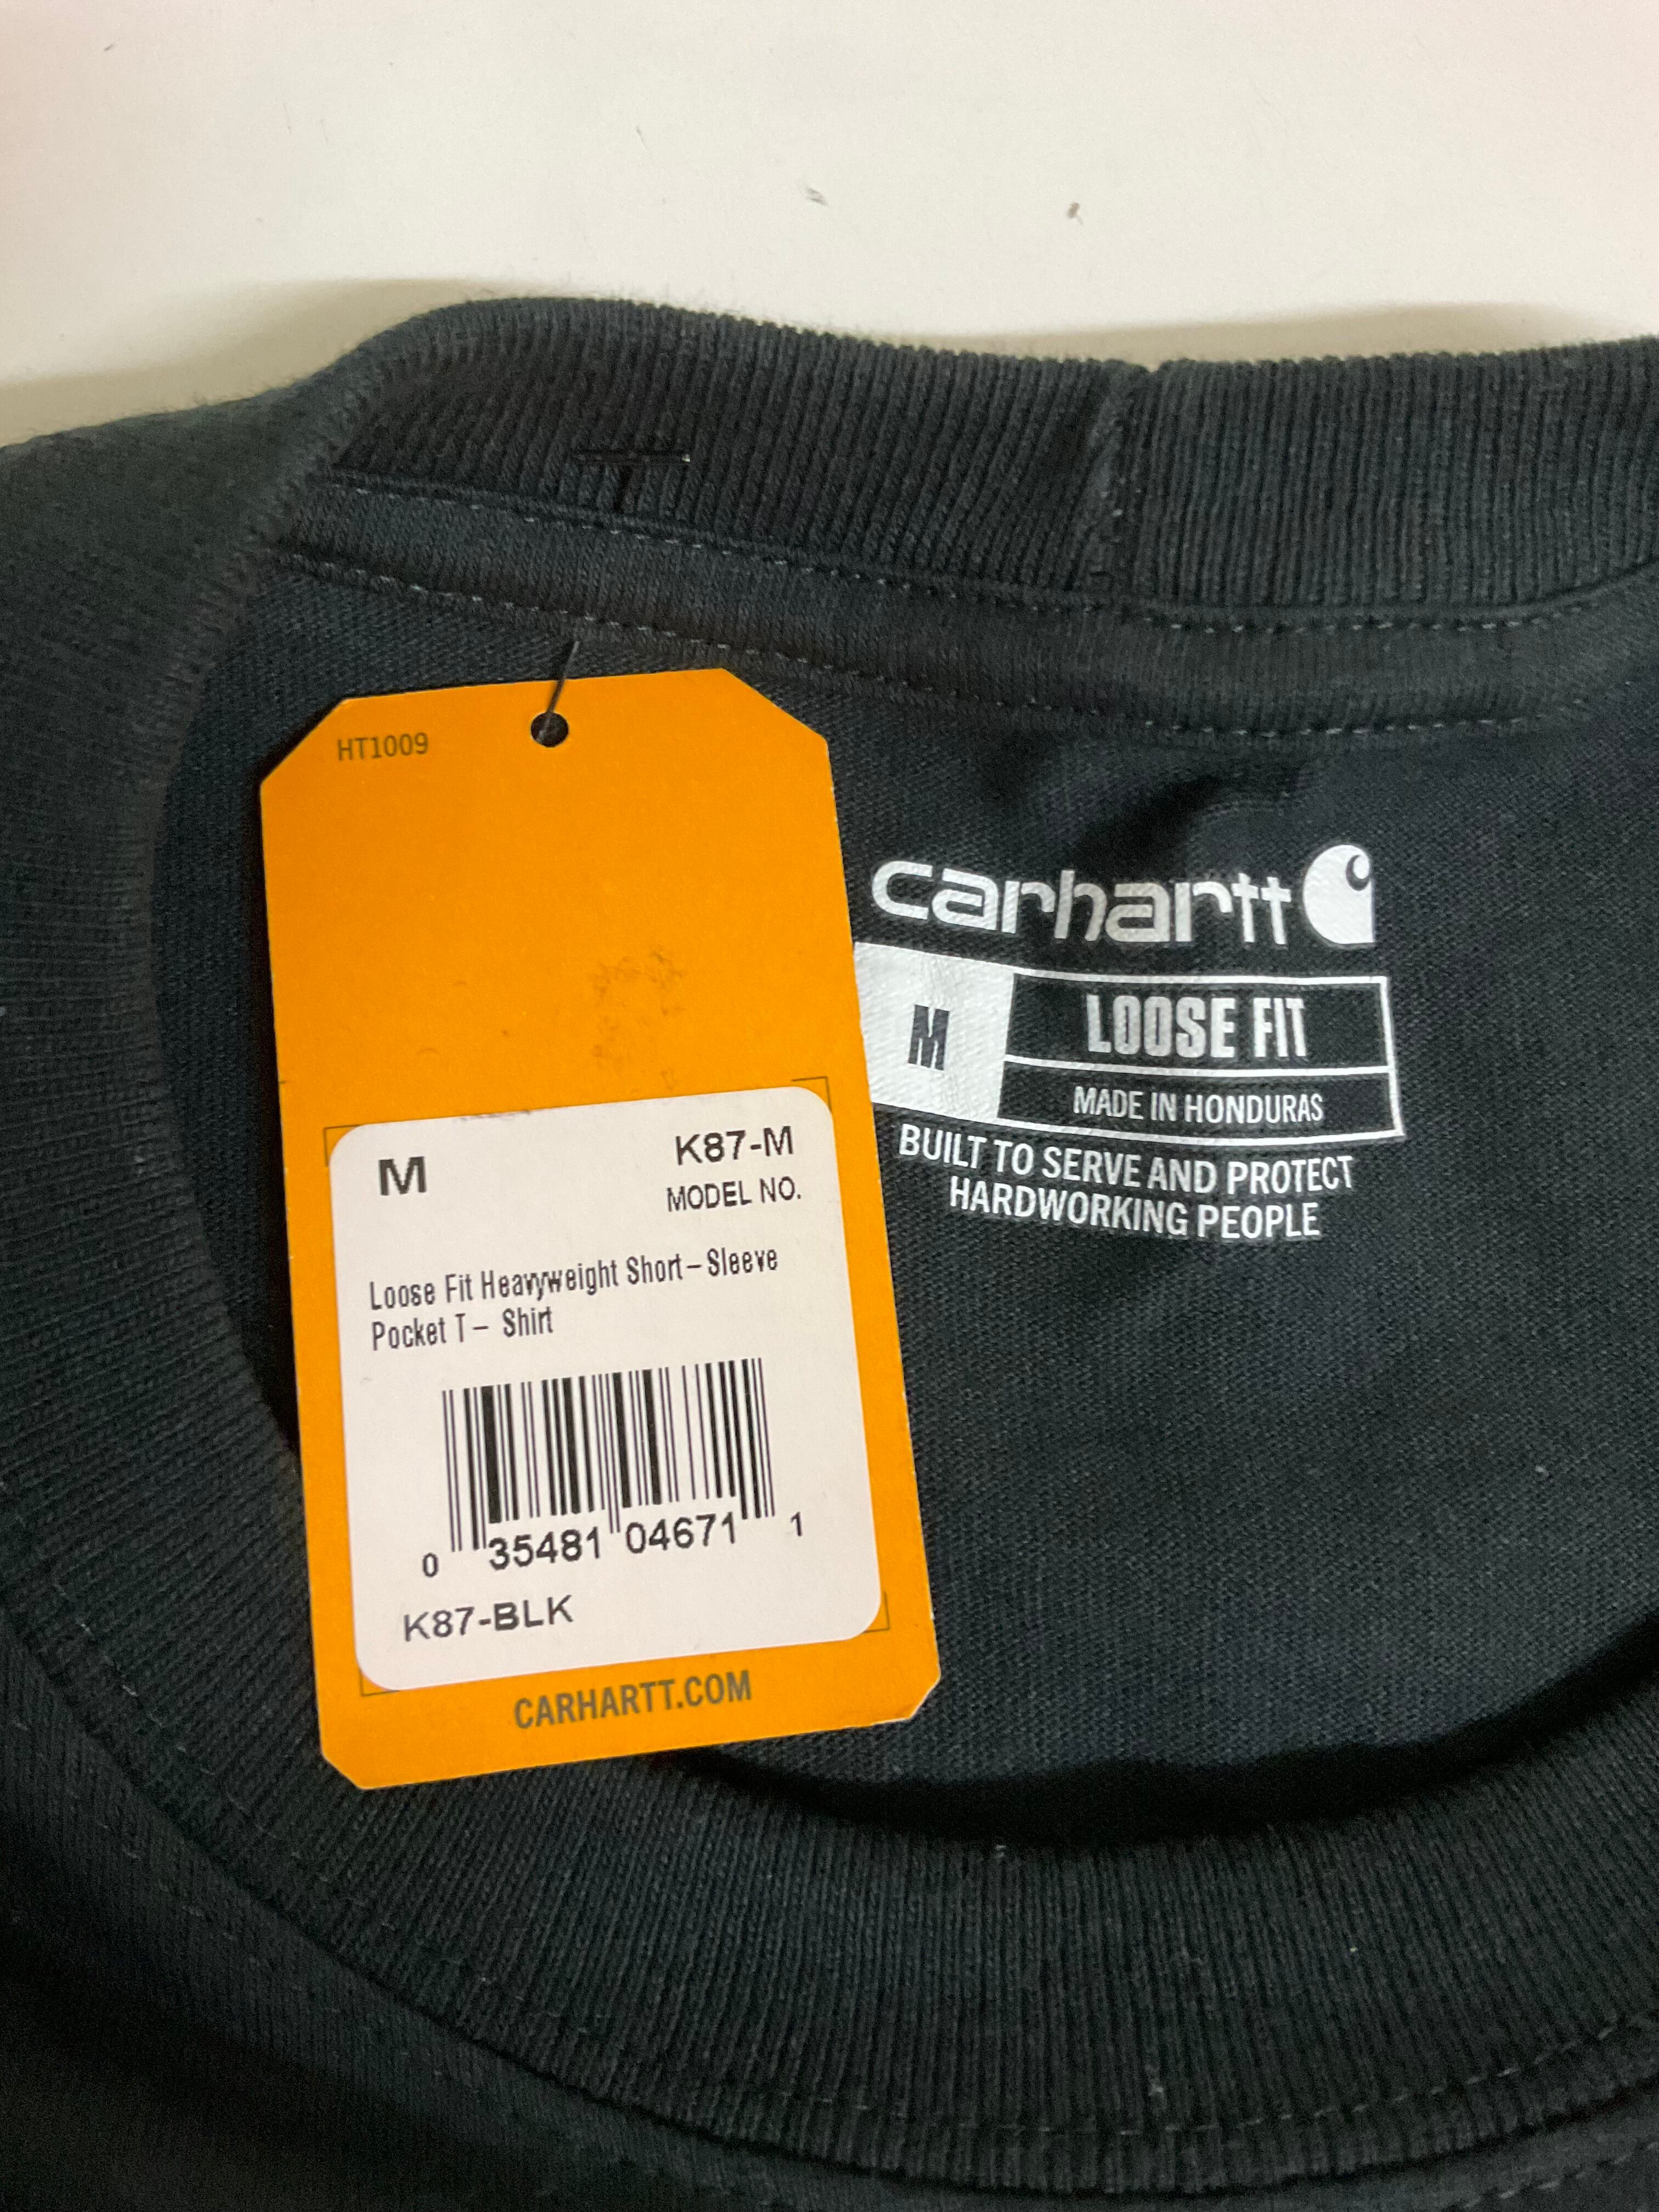 HT1009
M
K87-M
MODEL NO.
Loose Fit Heavyweight Short-Sleeve
Pocket T- Shirt
0 35481 04671 1
K87-BLK
CARHARTT.COM
carhartt
M
LOOSE FIT
MADE IN HONDURAS
BUILT TO SERVE AND PROTECT
HARDWORKING PEOPLE